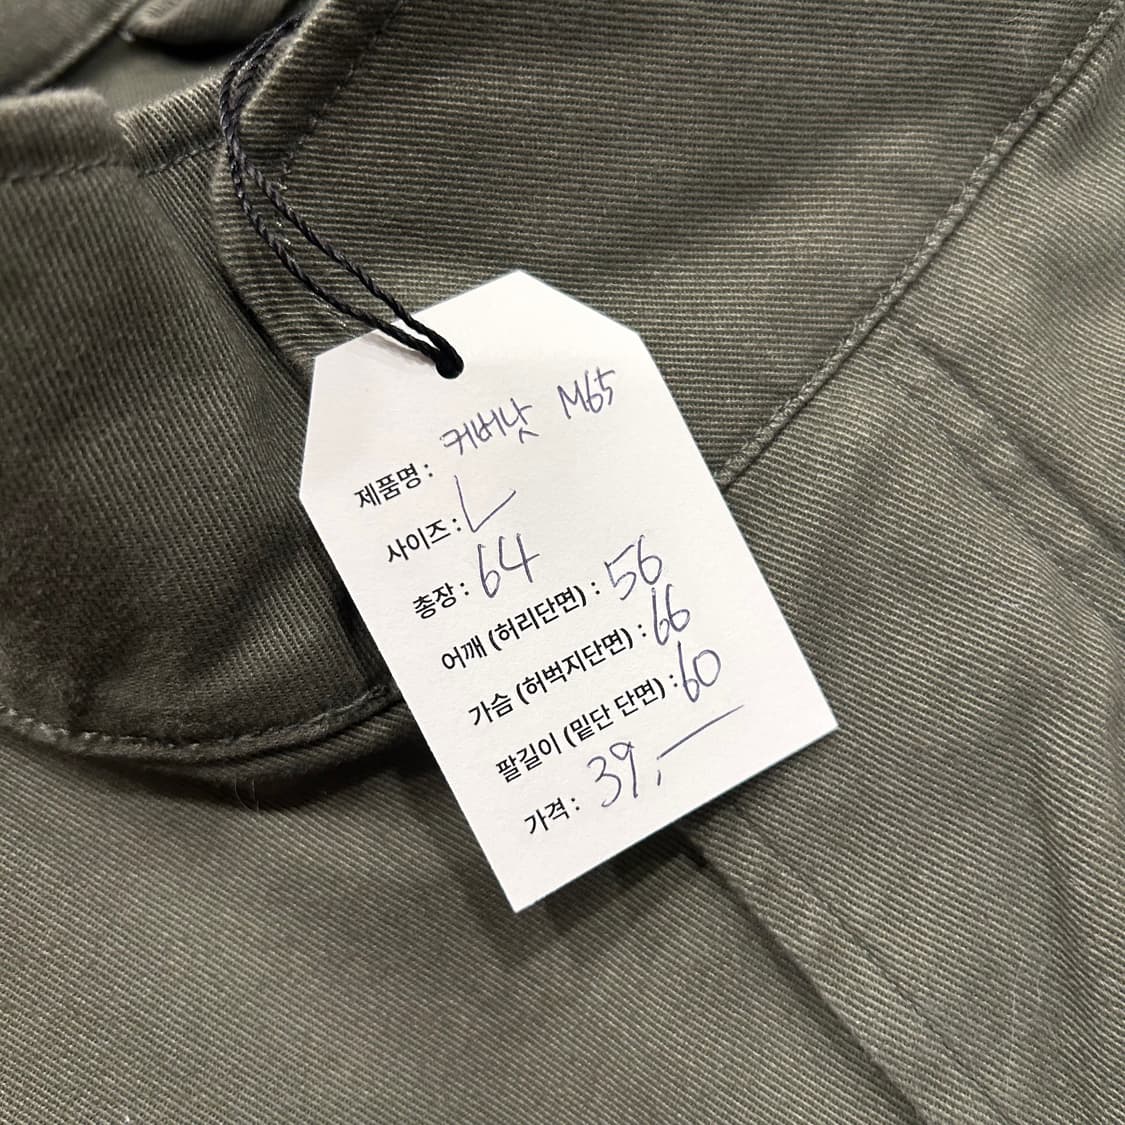 제품명 : 커버낫 M65
사이즈 : L
총장 : 64
어깨 (허리단면) : 56
가슴 (허벅지단면) : 66
팔길이 (밑단 단면) : 60
가격 : 39,—